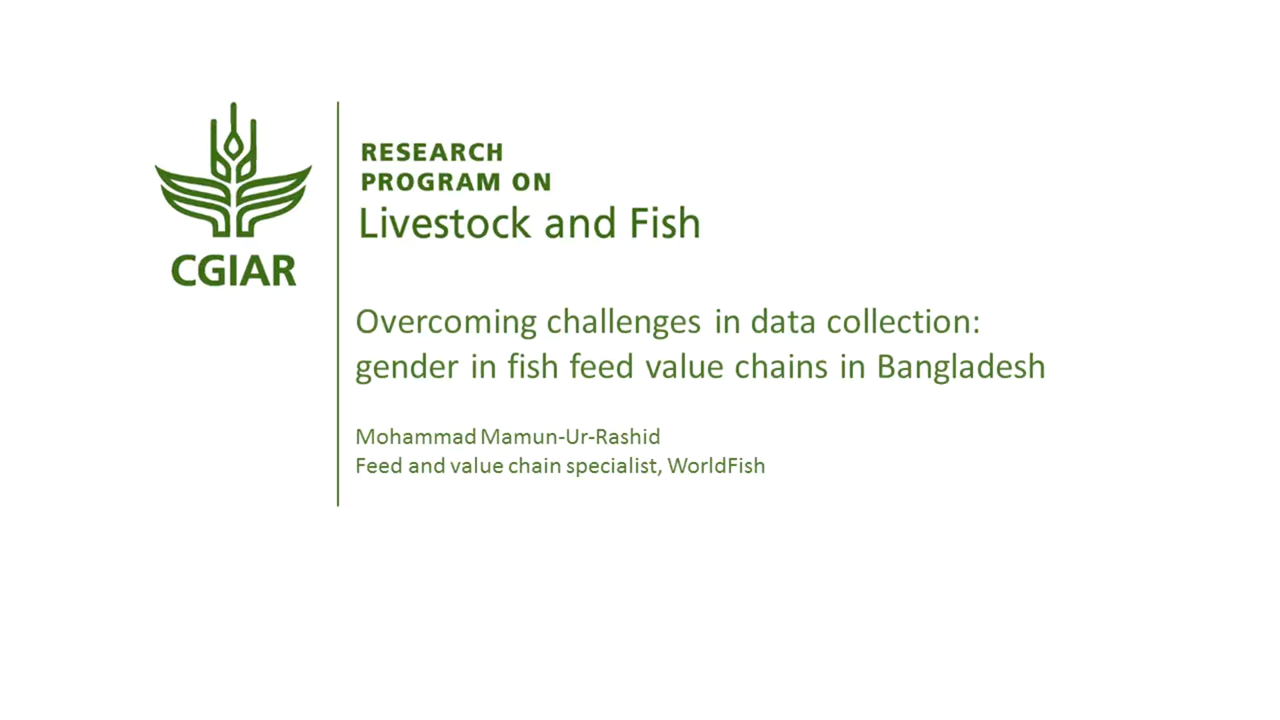 CGIAR
RESEARCH
PROGRAM ON
Livestock and Fish
Overcoming challenges in data collection:
gender in fish feed value chains in Bangladesh
Mohammad Mamun-Ur-Rashid
Feed and value chain specialist, WorldFish